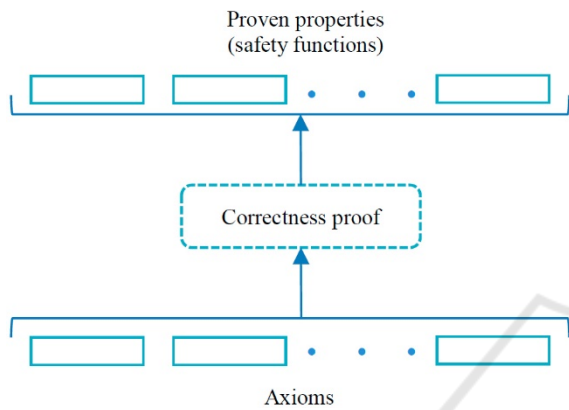 Proven properties
(safety functions)
Correctness proof
Axioms